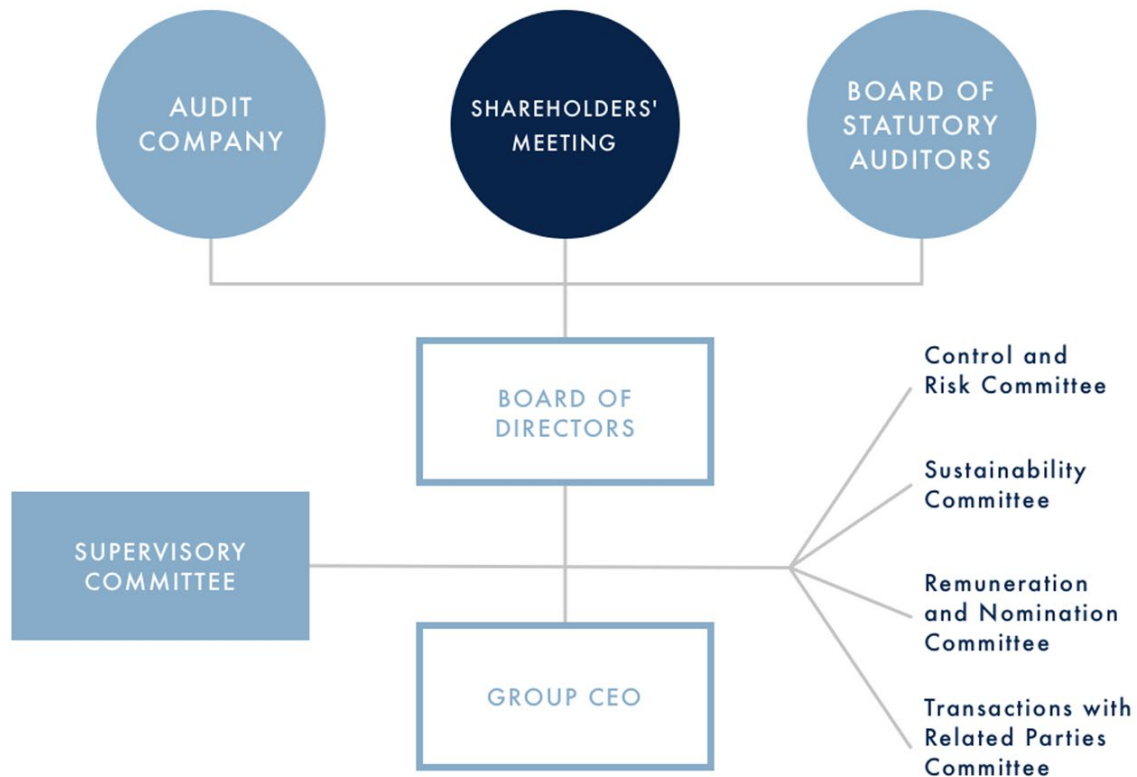 AUDIT
COMPANY
SHAREHOLDERS'
MEETING
BOARD OF
STATUTORY
AUDITORS
BOARD OF
DIRECTORS
Control and
Risk Committee
Sustainability
Committee
SUPERVISORY
COMMITTEE
Remuneration
and Nomination
Committee
GROUP CEO
Transactions with
Related Parties
Committee